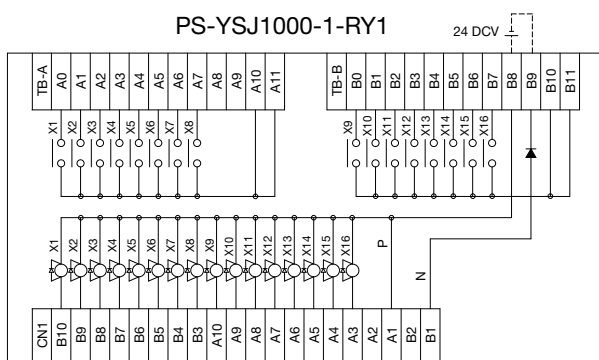 PS-YSJ1000-1-RY1
24 DCV
TB-A A0 A1 A2 A3 A4 A5 A6 A7 A8 A9 A10 A11
TB-B B0 B1 B2 B3 B4 B5 B6 B7 B8 B9 B10 B11
X1 X2 X3 X4 X5 X6 X7 X8
X9 X10 X11 X12 X13 X14 X15 X16
X1 X2 X3 X4 X5 X6 X7 X8 X9 X10 X11 X12 X13 X14 X15 X16
P
N
CN1 B10 B9 B8 B7 B6 B5 B4 B3 A10 A9 A8 A7 A6 A5 A4 A3 A2 A1 B2 B1